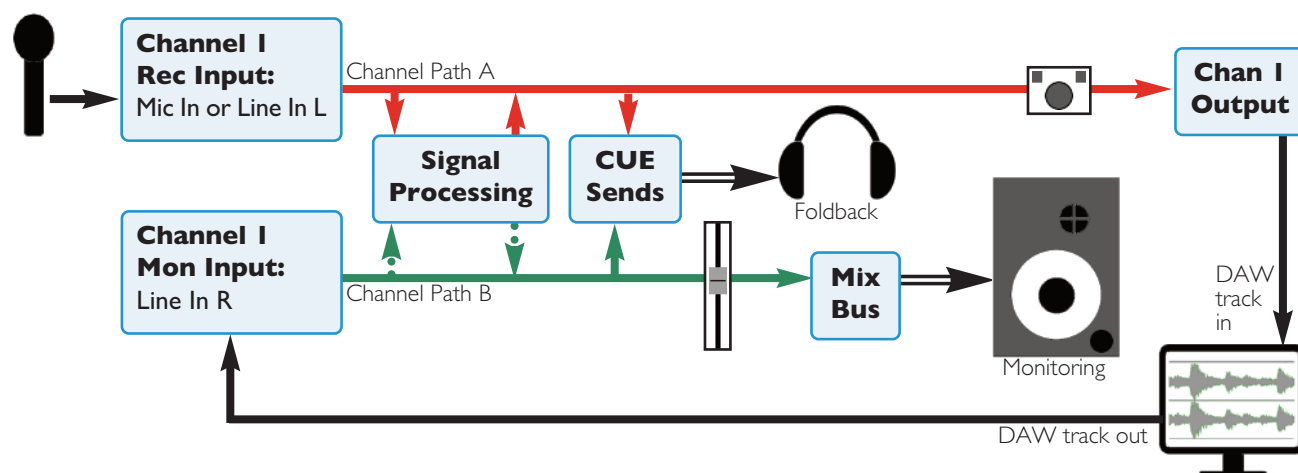 Channel 1
Rec Input:
Mic In or Line In L
Channel Path A
Chan 1
Output
Signal
Processing
CUE
Sends
Foldback
Channel 1
Mon Input:
Line In R
Channel Path B
Mix
Bus
Monitoring
DAW
track
in
DAW track out